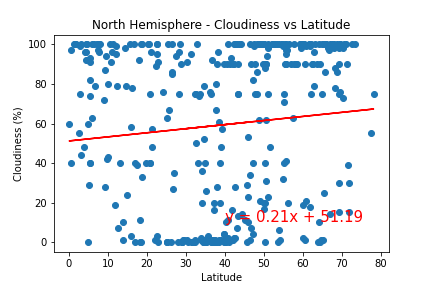 North Hemisphere - Cloudiness vs Latitude
Cloudiness (%)
100
80
60
40
20
0
y = 0.21x + 51.19
0 10 20 30 40 50 60 70 80
Latitude